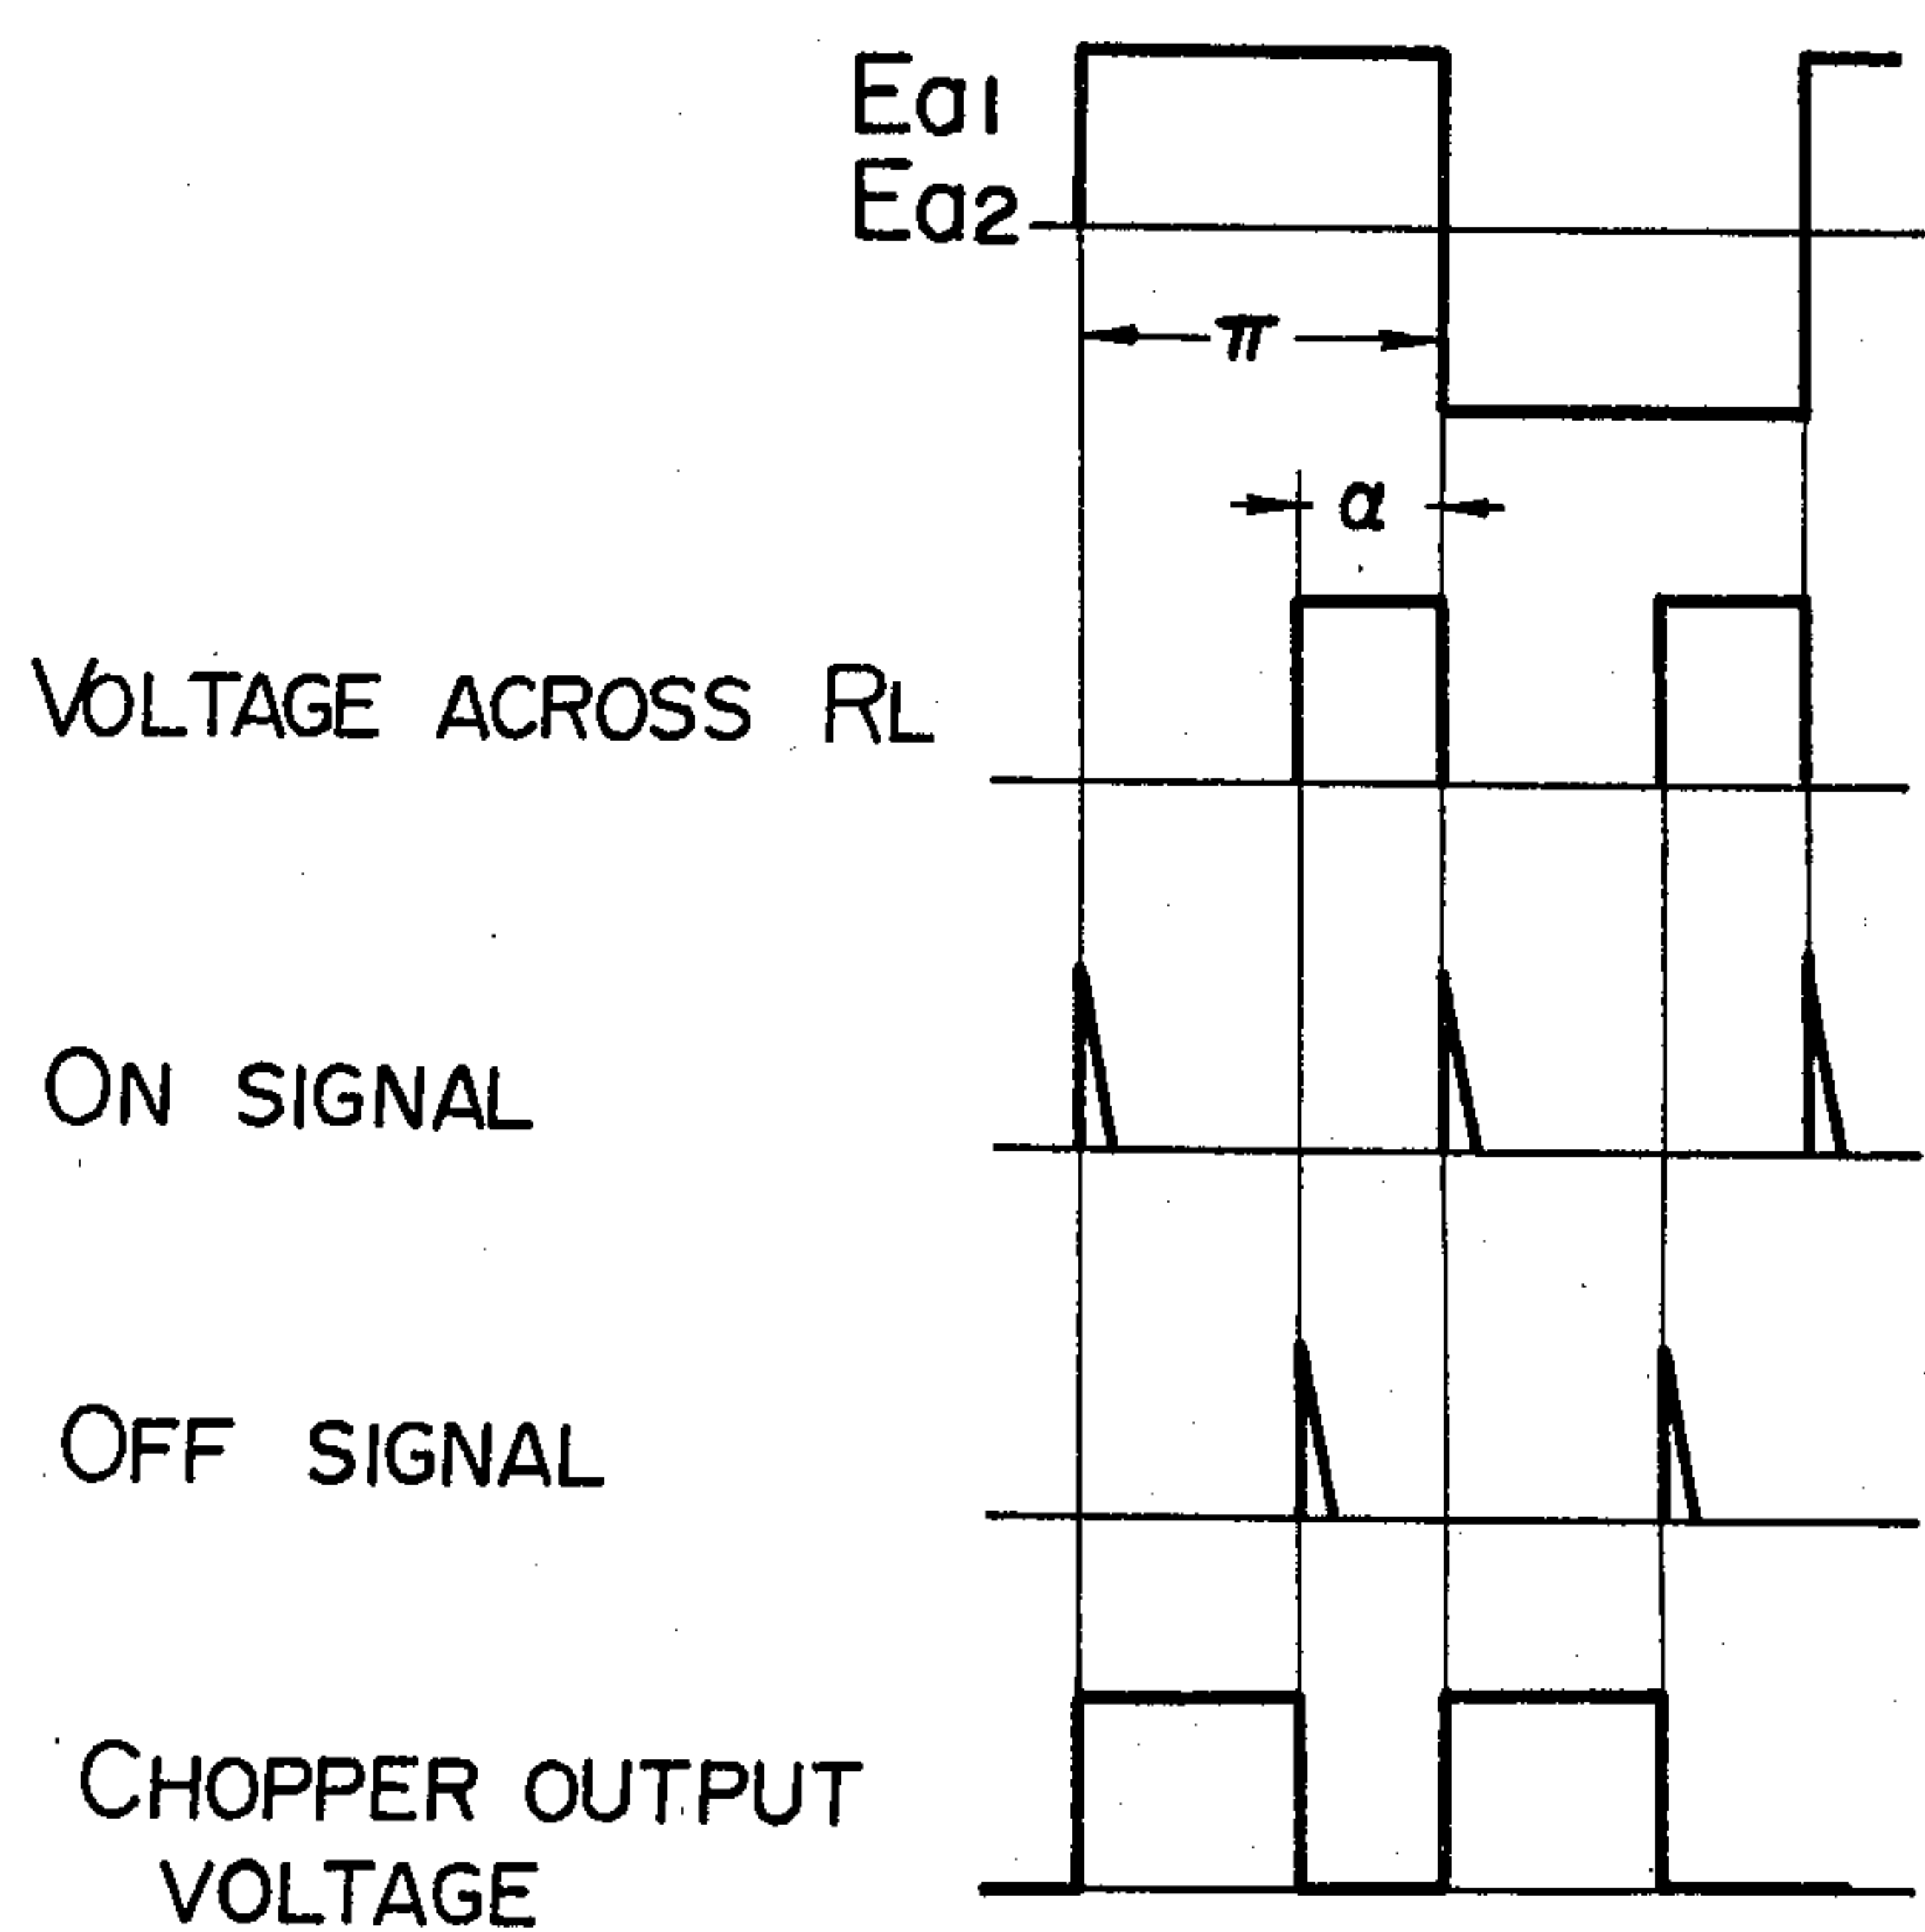 Ea1
Ea2
π
α
VOLTAGE ACROSS RL
ON SIGNAL
OFF SIGNAL
CHOPPER OUTPUT
VOLTAGE